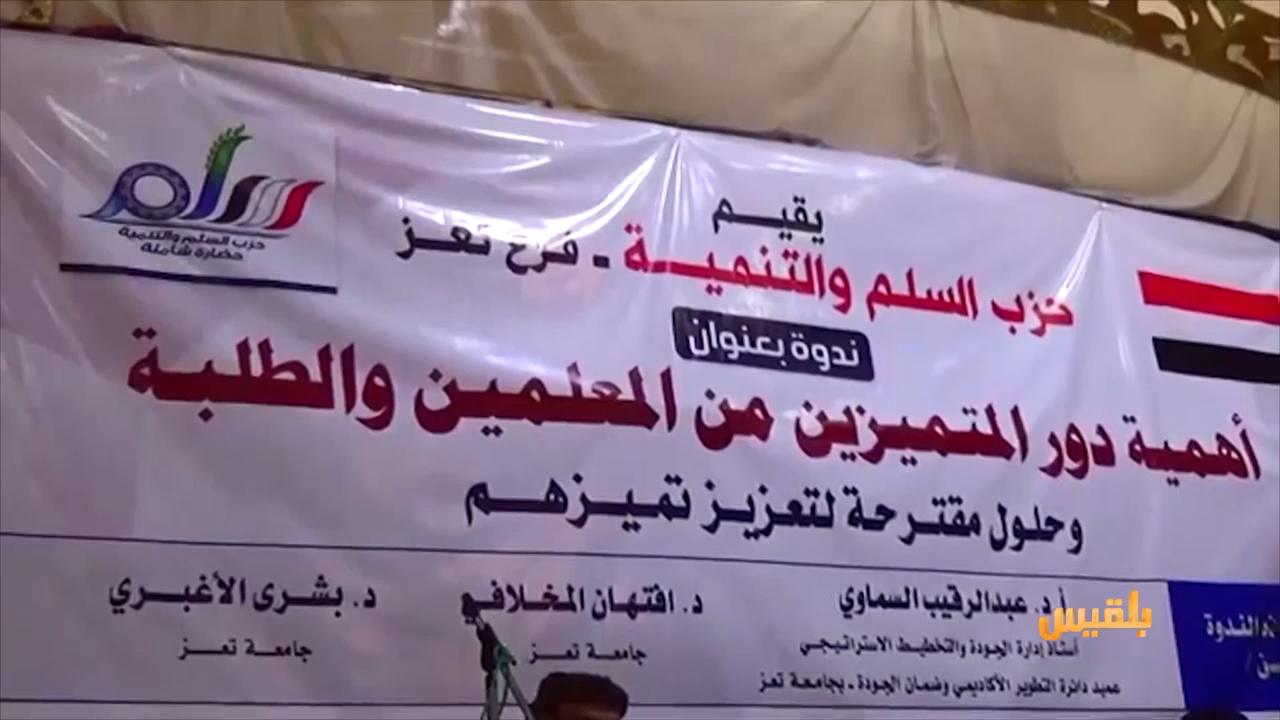 سلم
حزب السلم والتنمية
حضارة شاملة
يقيم
حزب السلم والتنمية - فرع تعز
ندوة بعنوان
أهمية دور المتميزين من المعلمين والطلبة
وحلول مقترحة لتعزيز تميزهم
الندوة
أ.د. عبدالرقيب السماوي
أستاذ إدارة الجودة والتخطيط الاستراتيجي
عميد دائرة التطوير الأكاديمي وضمان الجودة - بجامعة تعز
د. افتهان المخلافي
جامعة تعز
د. بشرى الأغبري
جامعة تعز
بلقيس